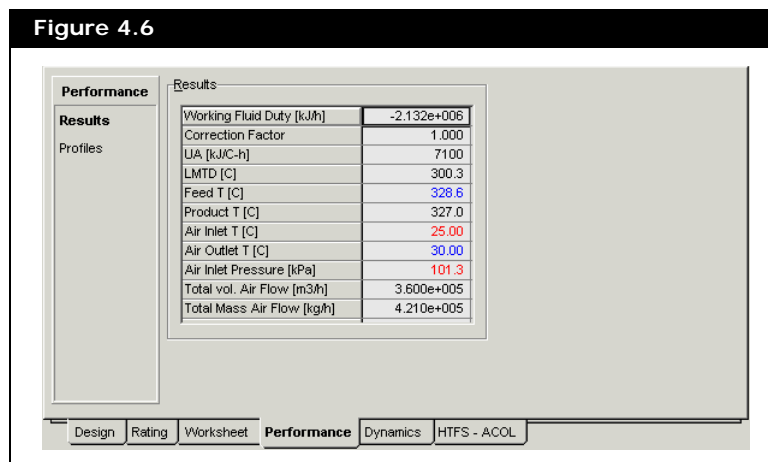 Figure 4.6
Performance
Results
Profiles
Results
Working Fluid Duty [kJ/h] -2.132e+006
Correction Factor 1.000
UA [kJ/C-h] 7100
LMTD [C] 300.3
Feed T [C] 328.6
Product T [C] 327.0
Air Inlet T [C] 25.00
Air Outlet T [C] 30.00
Air Inlet Pressure [kPa] 101.3
Total vol. Air Flow [m3/h] 3.600e+005
Total Mass Air Flow [kg/h] 4.210e+005
Design Rating Worksheet Performance Dynamics HTFS - ACOL